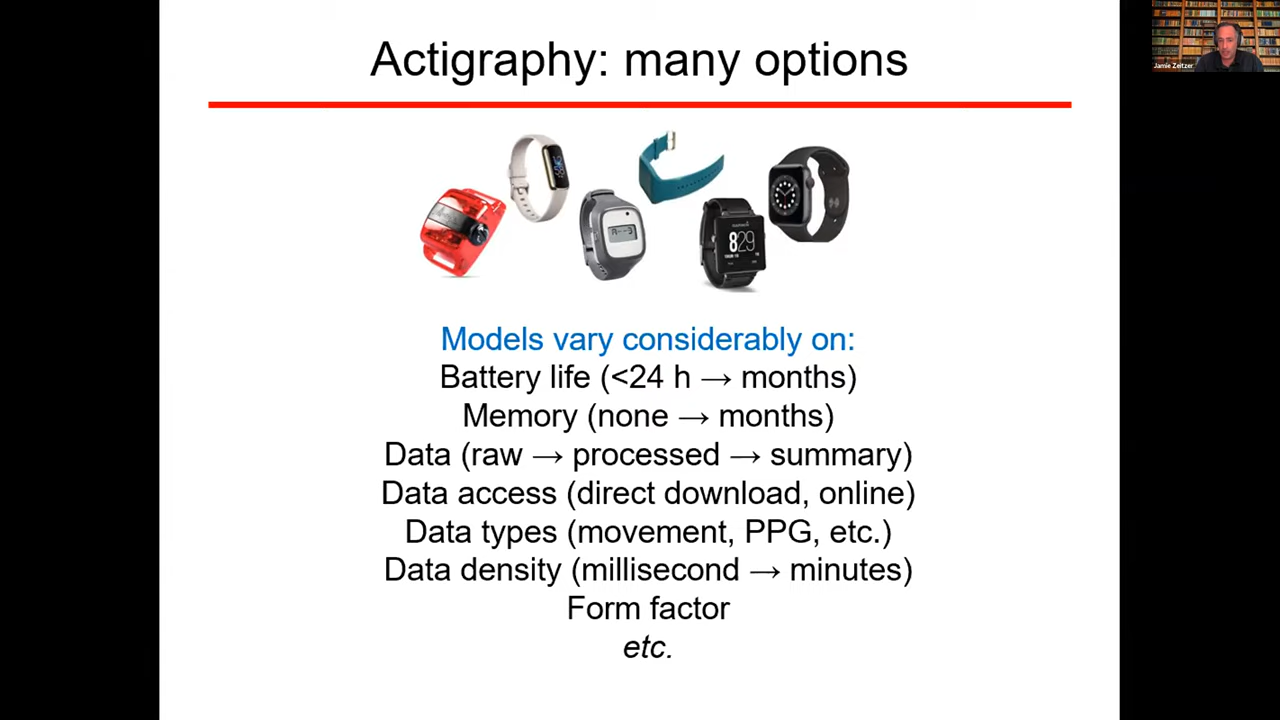 Actigraphy: many options
Jamie Zeitzer
829
Models vary considerably on:
Battery life (<24 h → months)
Memory (none → months)
Data (raw → processed → summary)
Data access (direct download, online)
Data types (movement, PPG, etc.)
Data density (millisecond → minutes)
Form factor
etc.